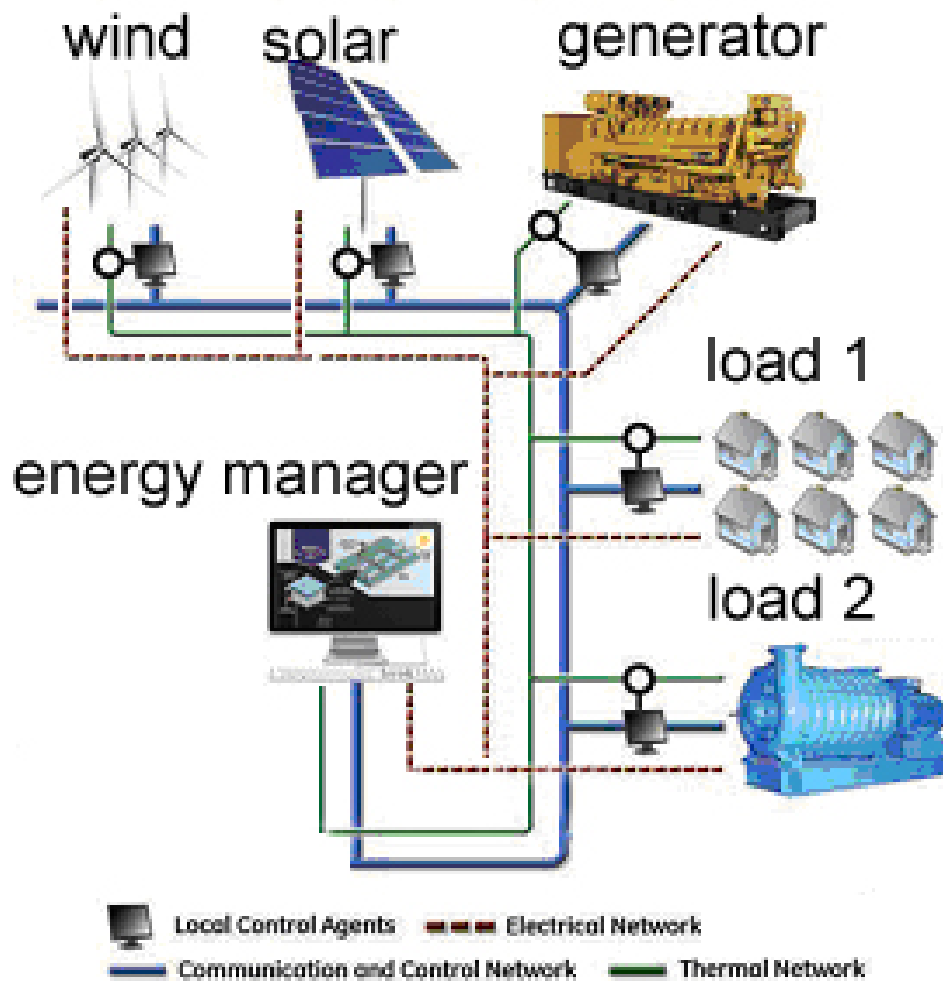 wind solar generator
load 1
energy manager
load 2
Local Control Agents Electrical Network
Communication and Control Network Thermal Network